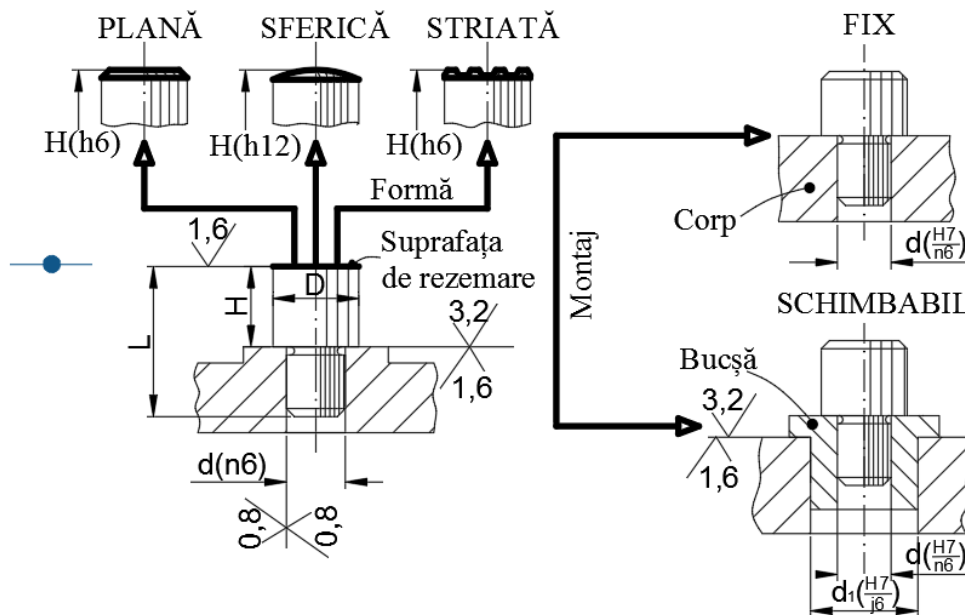 PLANĂ
SFERICĂ
STRIATĂ
FIX
H(h6)
H(h12)
H(h6)
Formă
Corp
1,6
Suprafața
de rezemare
d(H7/n6)
D
H
L
3,2
1,6
Montaj
SCHIMBABIL
Bucșă
3,2
1,6
d(n6)
0,8
0,8
d(H7/n6)
d₁(H7/j6)